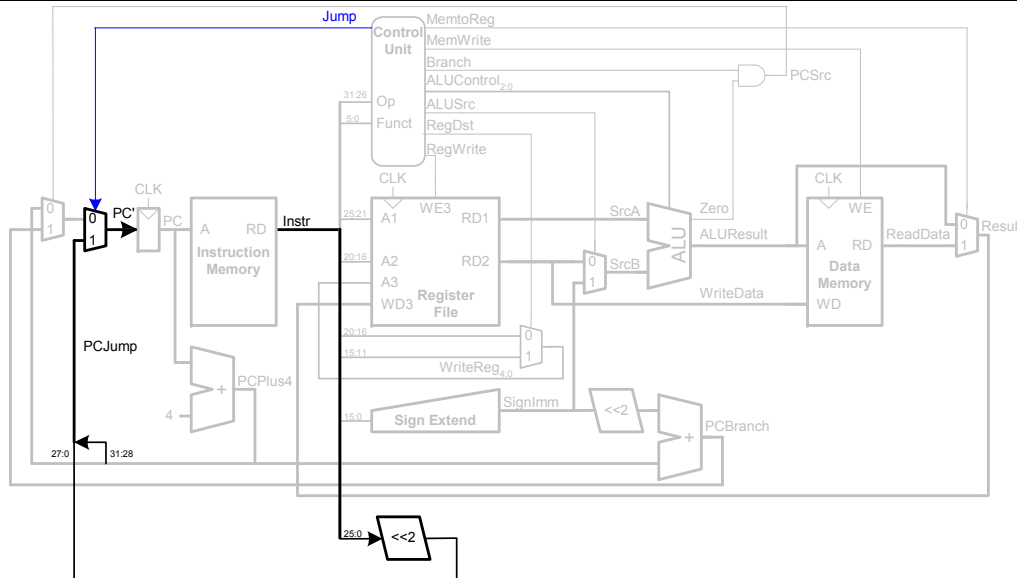 Jump
MemtoReg
Control
Unit
MemWrite
Branch
PCSrc
ALUControl2:0
31:26 Op
ALUSrc
5:0 Funct
RegDst
RegWrite
CLK
CLK
CLK
0
1
0
1
PC'
PC
A RD
Instruction
Memory
Instr
25:21 A1
WE3
RD1
SrcA
Zero
WE
0
1
Result
20:16 A2
RD2
0
1
SrcB
ALU
ALUResult
A RD
ReadData
A3
Data
Memory
WD3
Register
File
WriteData
WD
20:16
0
1
PCJump
15:11
WriteReg4:0
PCPlus4
+
4
SignImm
<<2
15:0
Sign Extend
PCBranch
+
27:0
31:28
25:0
<<2